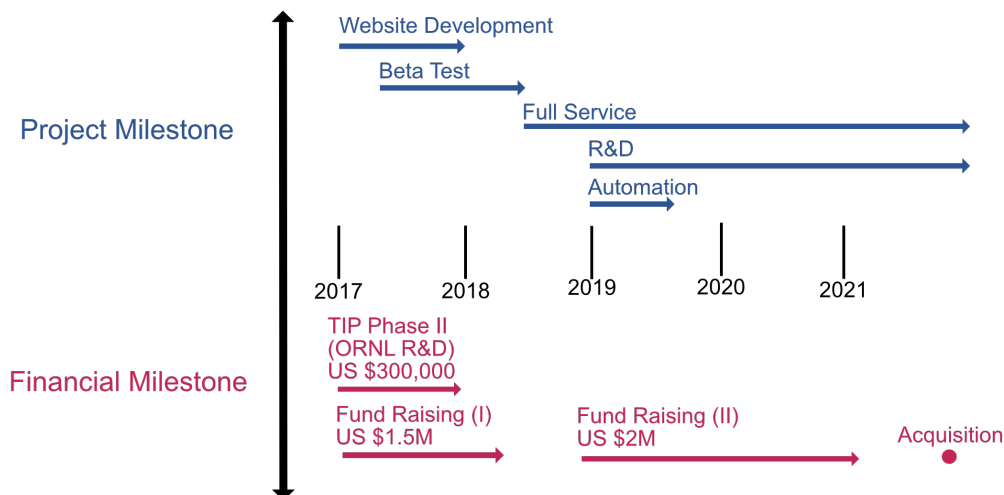 Website Development
Beta Test
Full Service
Project Milestone
R&D
Automation
2017
2018
2019
2020
2021
TIP Phase II
(ORNL R&D)
US $300,000
Financial Milestone
Fund Raising (I)
US $1.5M
Fund Raising (II)
US $2M
Acquisition